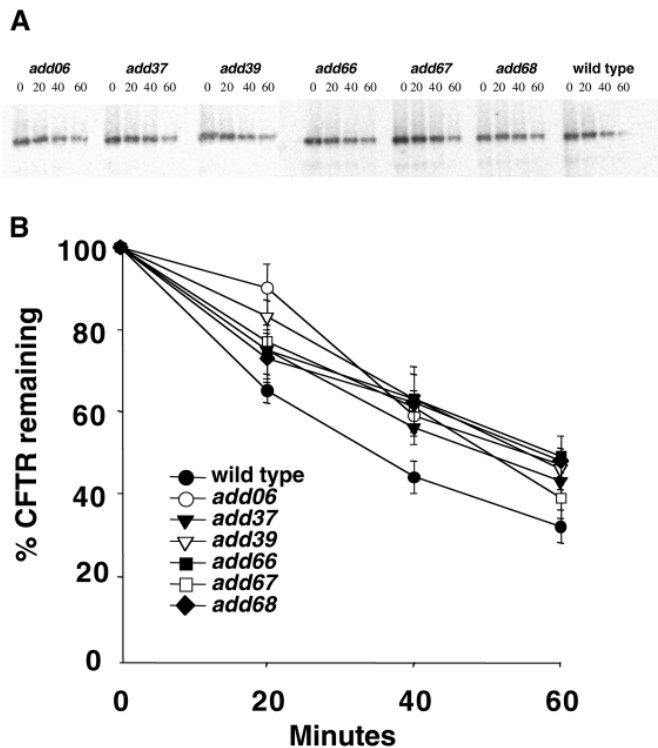 A
add06 add37 add39 add66 add67 add68 wild type
0 20 40 60 0 20 40 60 0 20 40 60 0 20 40 60 0 20 40 60 0 20 40 60 0 20 40 60
B
100
80
60
40
20
0
% CFTR remaining
wild type
add06
add37
add39
add66
add67
add68
0 20 40 60
Minutes